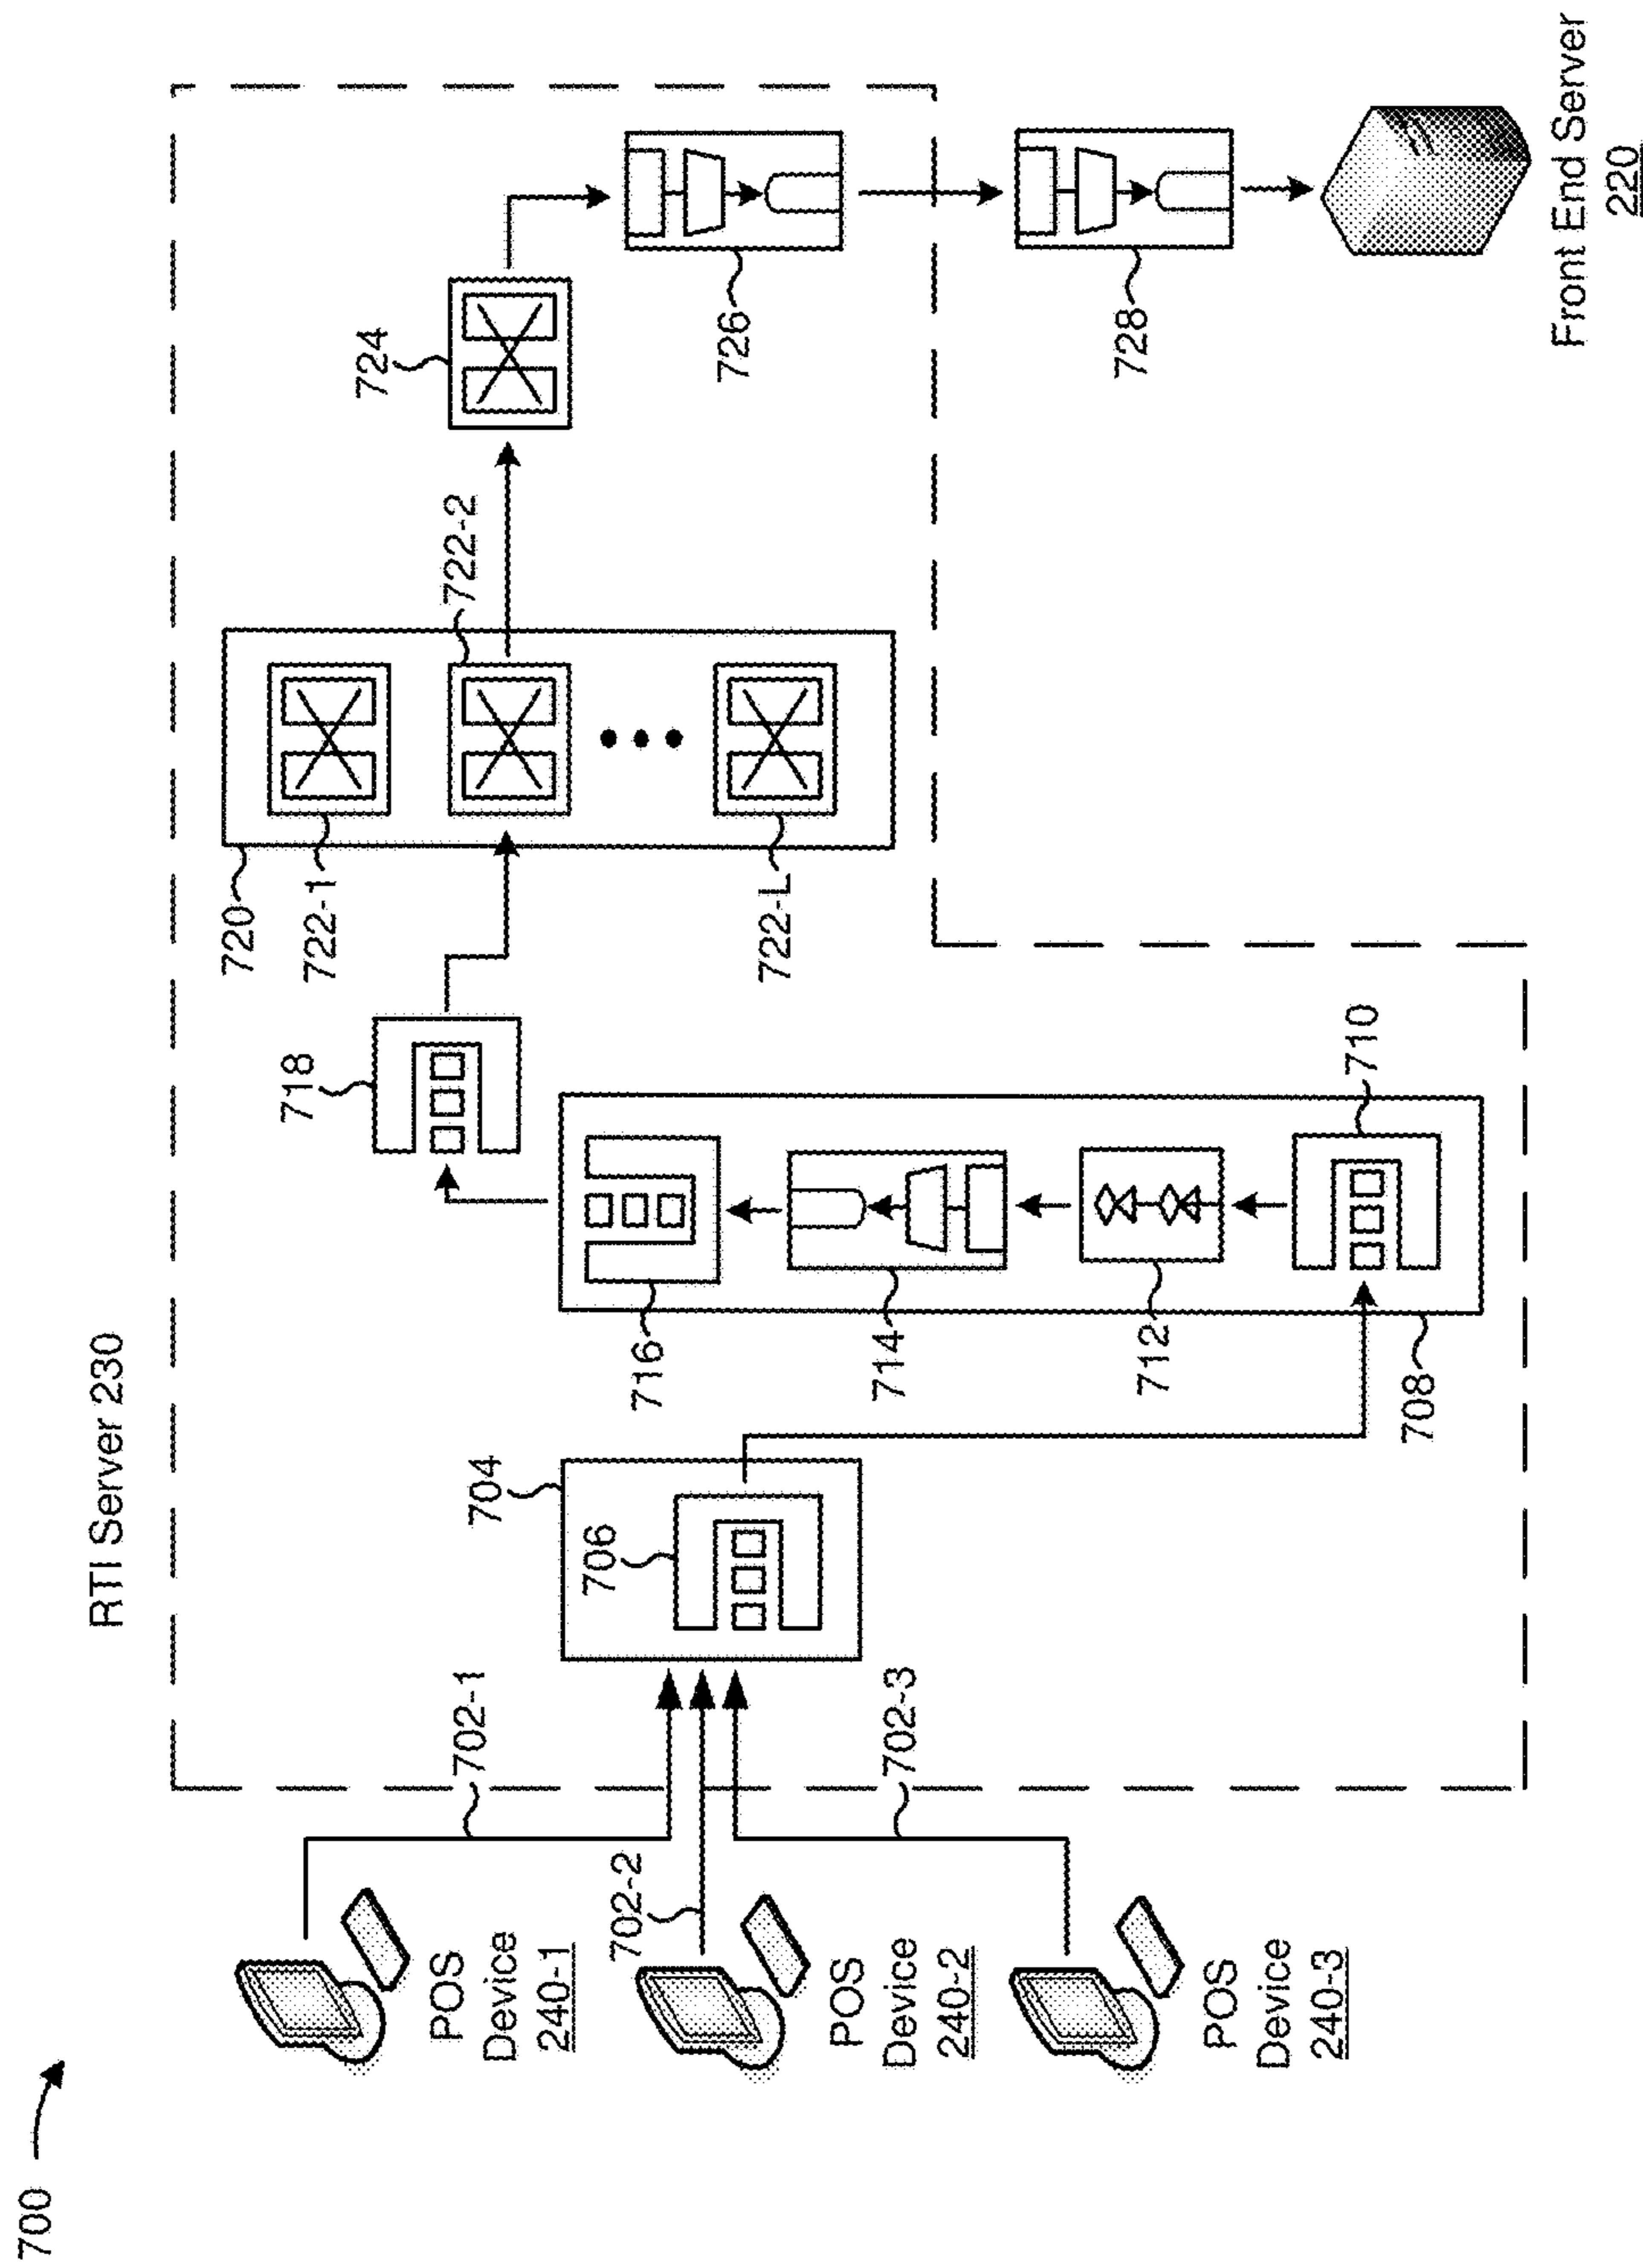 700
RTI Server 230
POS
Device
240-1
POS
Device
240-2
POS
Device
240-3
702-1
702-2
702-3
704
706
708
710
712
714
716
718
720
722-1
722-2
722-L
724
726
728
Front End Server
220